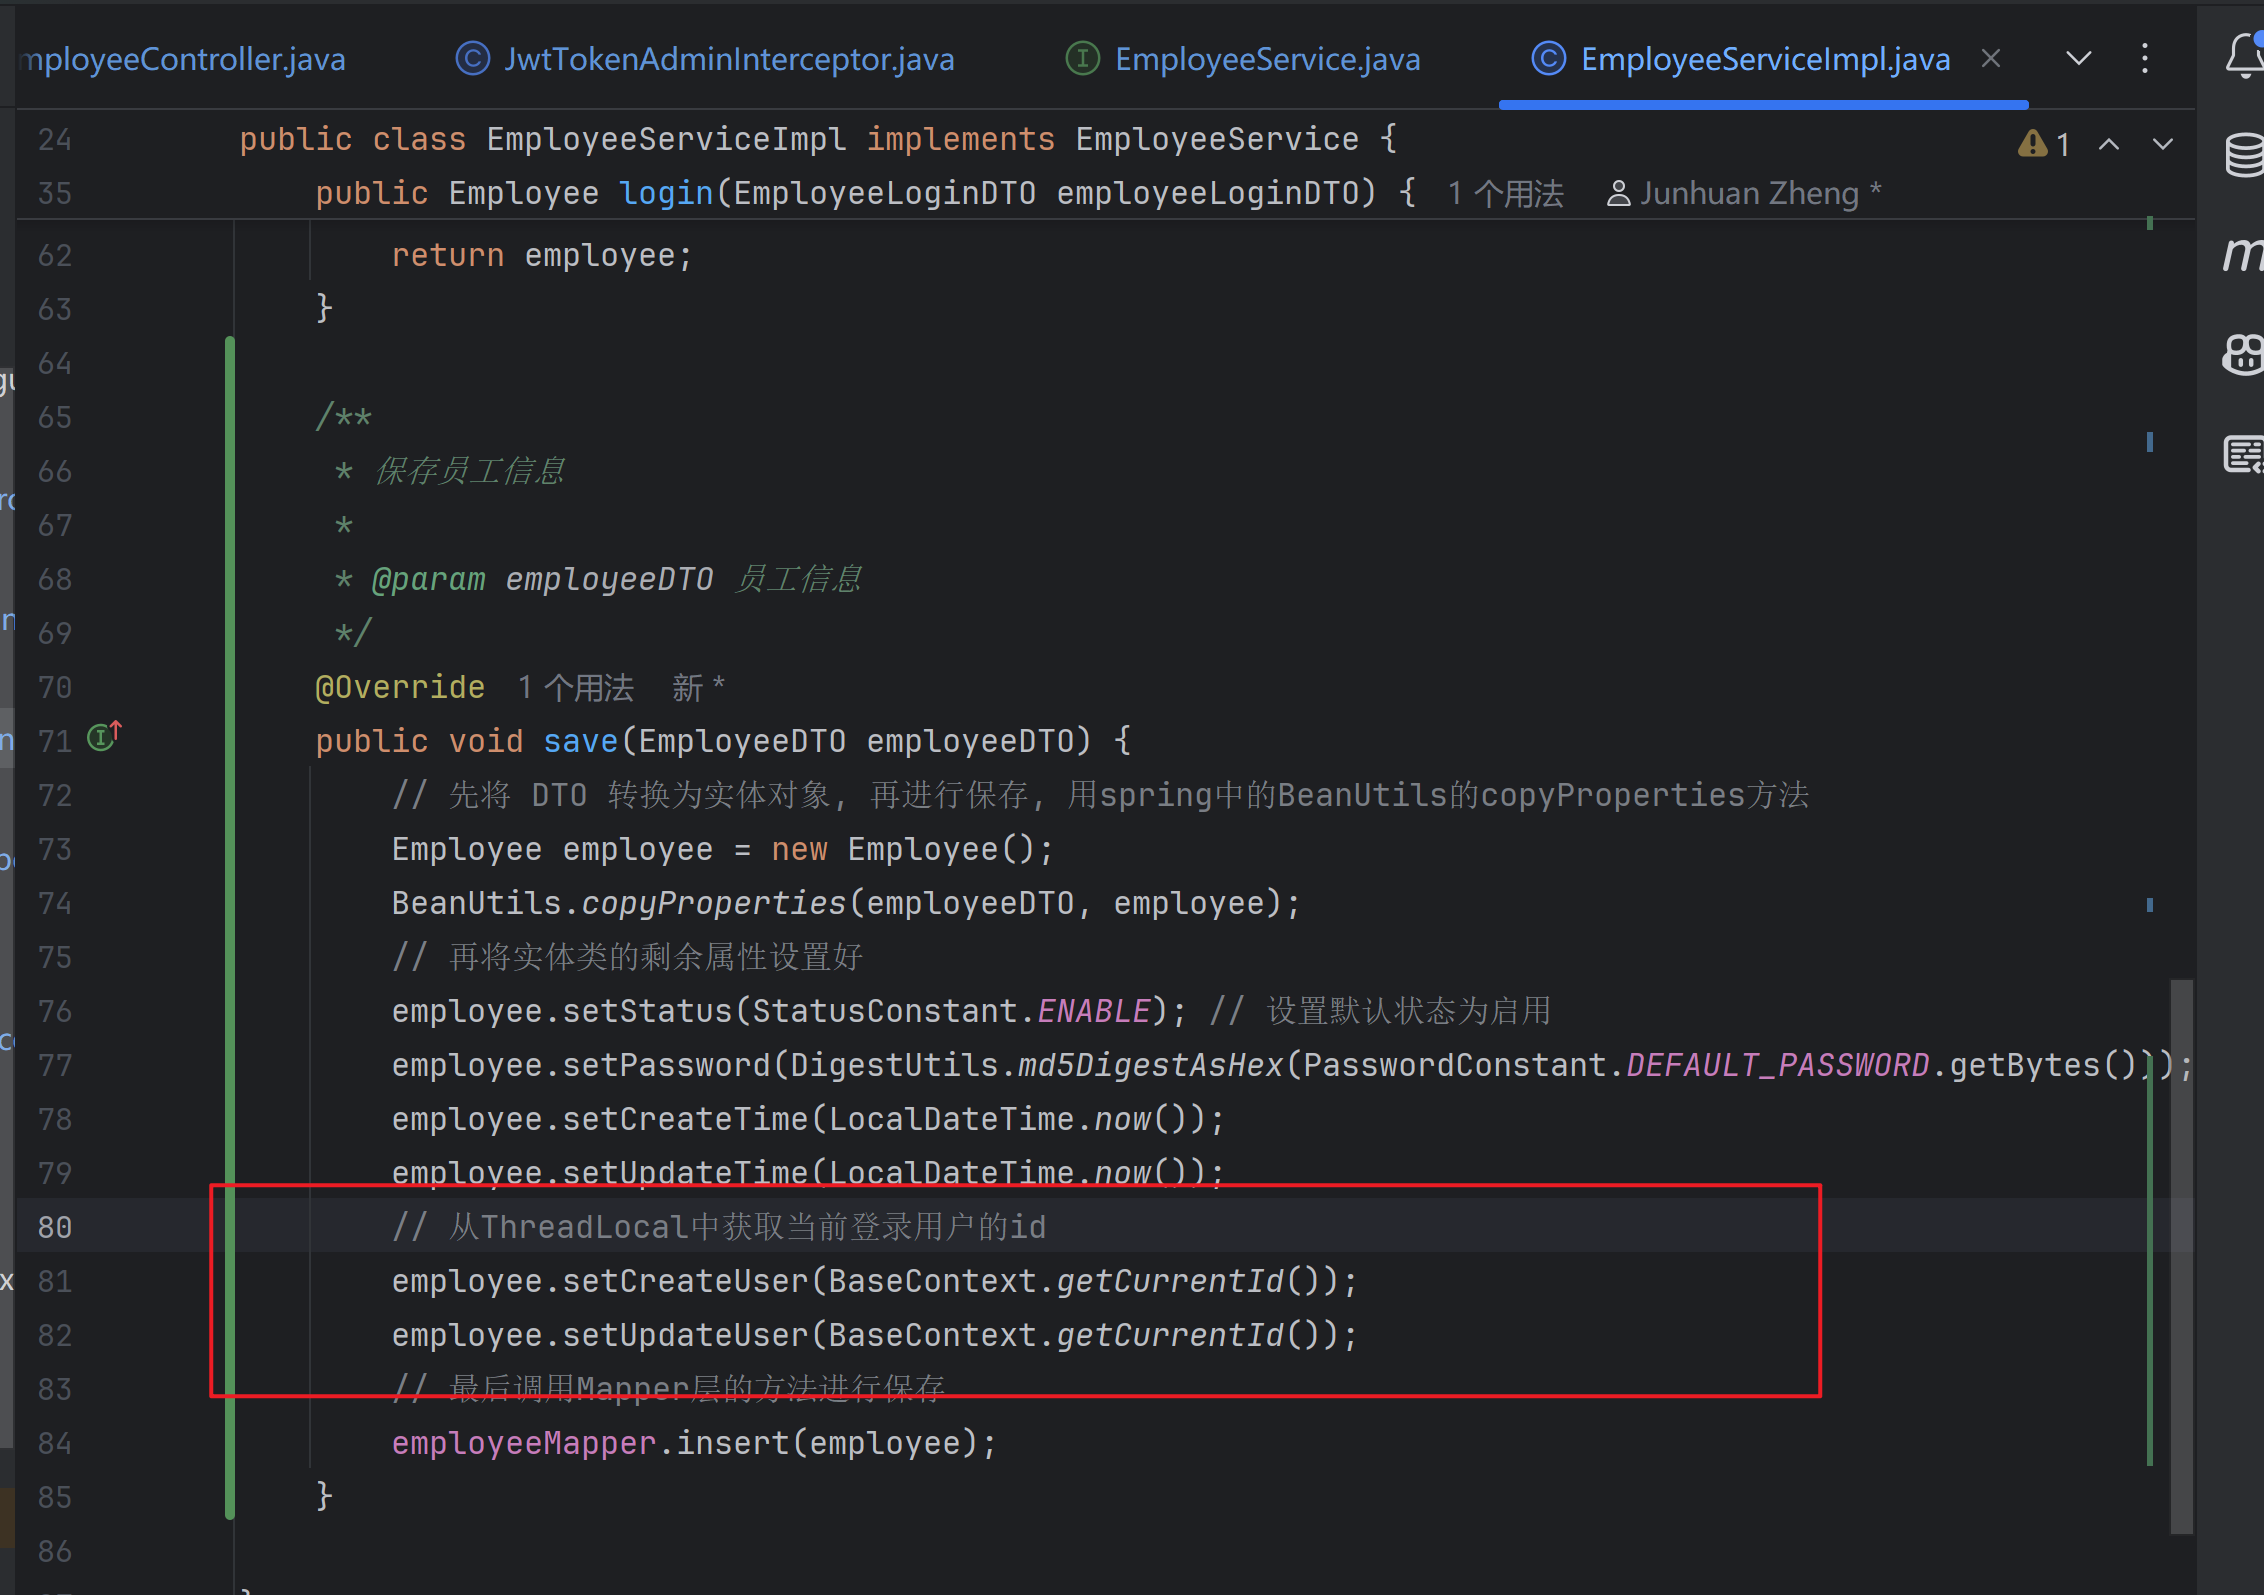 mployeeController.java JwtTokenAdminInterceptor.java EmployeeService.java EmployeeServiceImpl.java
24 public class EmployeeServiceImpl implements EmployeeService { 1
35 public Employee login(EmployeeLoginDTO employeeLoginDTO) { 1 个用法 Junhuan Zheng *
62 return employee;
63 }
64
65 /**
66 * 保存员工信息
67 *
68 * @param employeeDTO 员工信息
69 */
70 @Override 1 个用法 新 *
71 public void save(EmployeeDTO employeeDTO) {
72 // 先将 DTO 转换为实体对象, 再进行保存, 用spring中的BeanUtils的copyProperties方法
73 Employee employee = new Employee();
74 BeanUtils.copyProperties(employeeDTO, employee);
75 // 再将实体类的剩余属性设置好
76 employee.setStatus(StatusConstant.ENABLE); // 设置默认状态为启用
77 employee.setPassword(DigestUtils.md5DigestAsHex(PasswordConstant.DEFAULT_PASSWORD.getBytes()));
78 employee.setCreateTime(LocalDateTime.now());
79 employee.setUpdateTime(LocalDateTime.now());
80 // 从ThreadLocal中获取当前登录用户的id
81 employee.setCreateUser(BaseContext.getCurrentId());
82 employee.setUpdateUser(BaseContext.getCurrentId());
83 // 最后调用Mapper层的方法进行保存
84 employeeMapper.insert(employee);
85 }
86